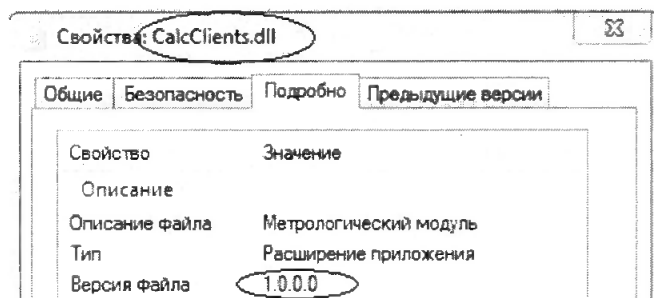 Свойства: CalcClients.dll
Общие Безопасность Подробно Предыдущие версии
Свойство Значение
Описание
Описание файла Метрологический модуль
Тип Расширение приложения
Версия файла 1.0.0.0